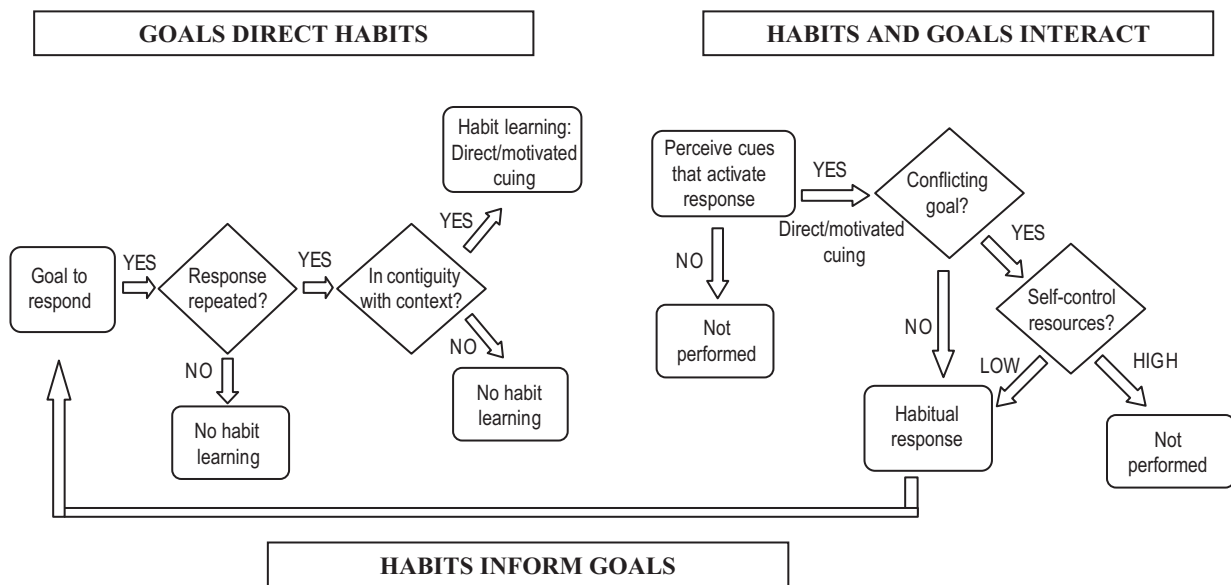 GOALS DIRECT HABITS
HABITS AND GOALS INTERACT
Habit learning:
Direct/motivated
cuing
YES
Goal to
respond
YES
Response
repeated?
YES
In contiguity
with context?
NO
No habit
learning
NO
No habit
learning
Perceive cues
that activate
response
YES
Direct/motivated
cuing
Conflicting
goal?
NO
Not
performed
YES
Self-control
resources?
NO
LOW
HIGH
Habitual
response
Not
performed
HABITS INFORM GOALS